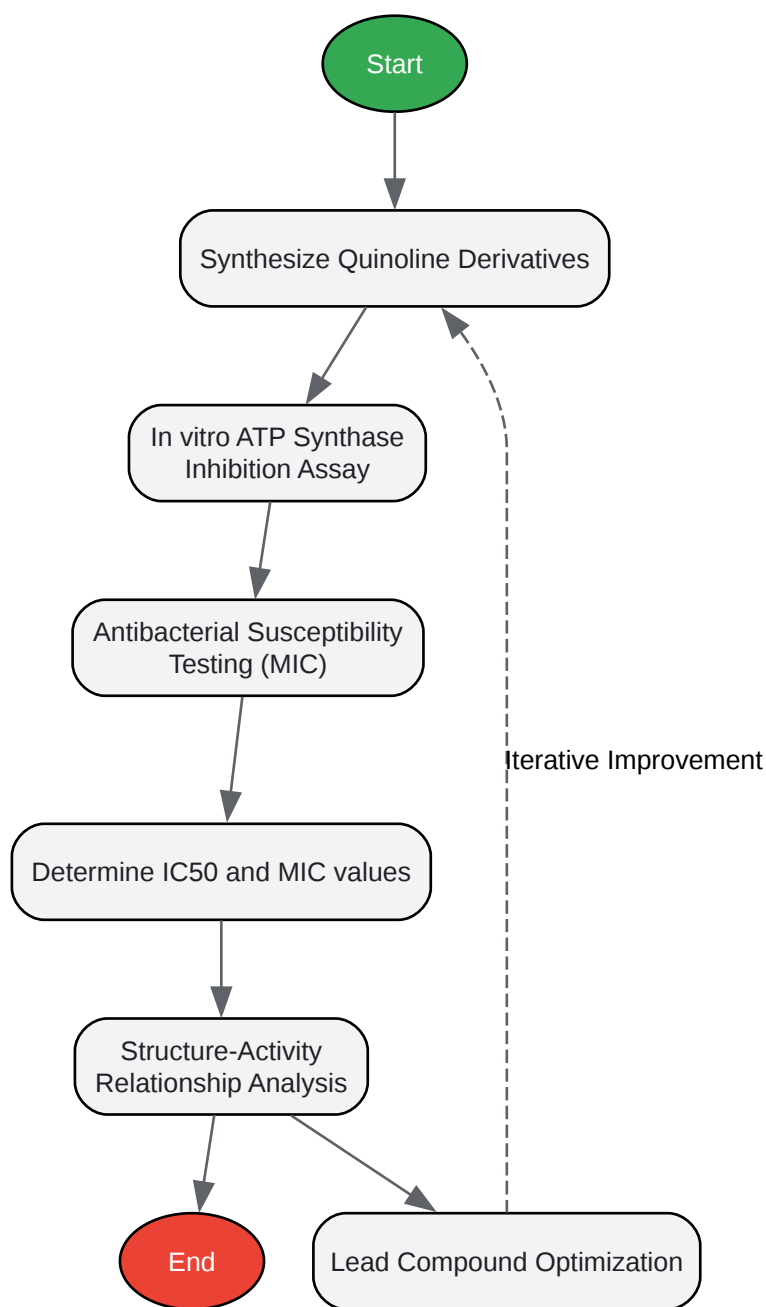 Start
Synthesize Quinoline Derivatives
In vitro ATP Synthase
Inhibition Assay
Antibacterial Susceptibility
Testing (MIC)
Iterative Improvement
Determine IC50 and MIC values
Structure-Activity
Relationship Analysis
End
Lead Compound Optimization